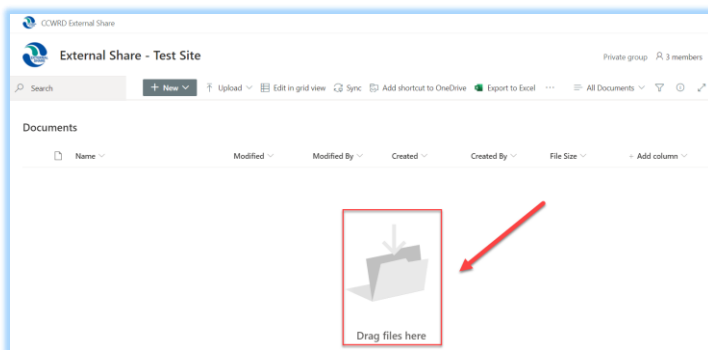 CCWRD External Share
External Share - Test Site
Private group 3 members
Search
+ New Upload Edit in grid view Sync Add shortcut to OneDrive Export to Excel ... All Documents
Documents
Name Modified Modified By Created Created By File Size + Add column
Drag files here